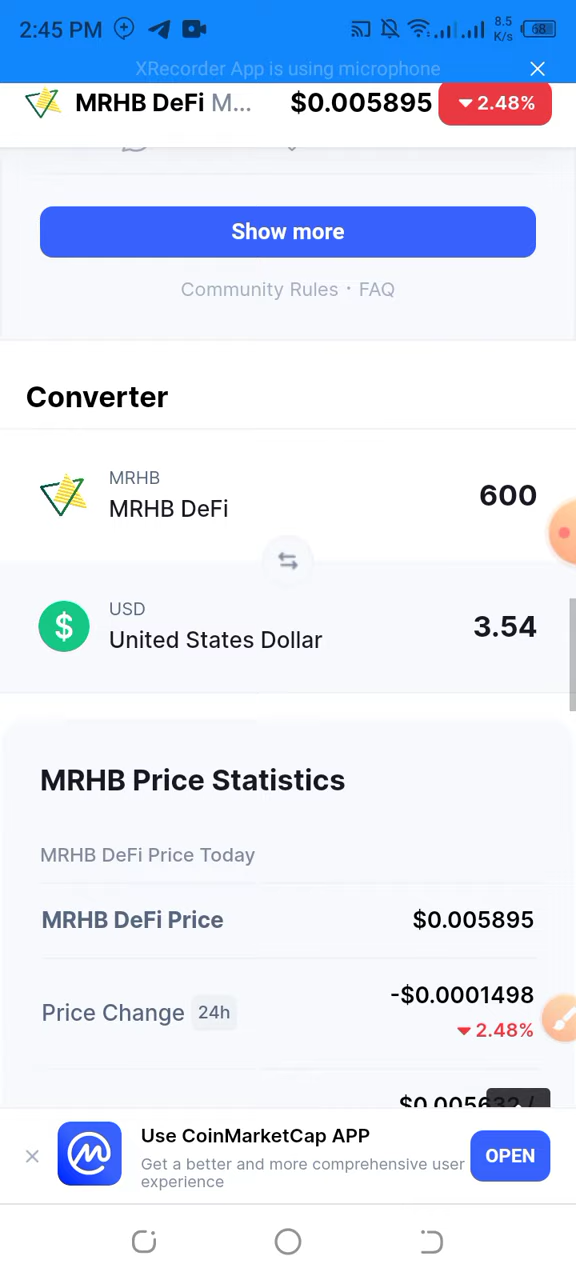 2:45 PM
8.5
K/s
68
XRecorder App is using microphone
MRHB DeFi M... $0.005895 2.48%
Show more
Community Rules • FAQ
Converter
MRHB
MRHB DeFi
600
USD
United States Dollar
3.54
MRHB Price Statistics
MRHB DeFi Price Today
MRHB DeFi Price $0.005895
Price Change 24h
-$0.0001498
2.48%
$0.005632 /
Use CoinMarketCap APP
Get a better and more comprehensive user
experience
OPEN